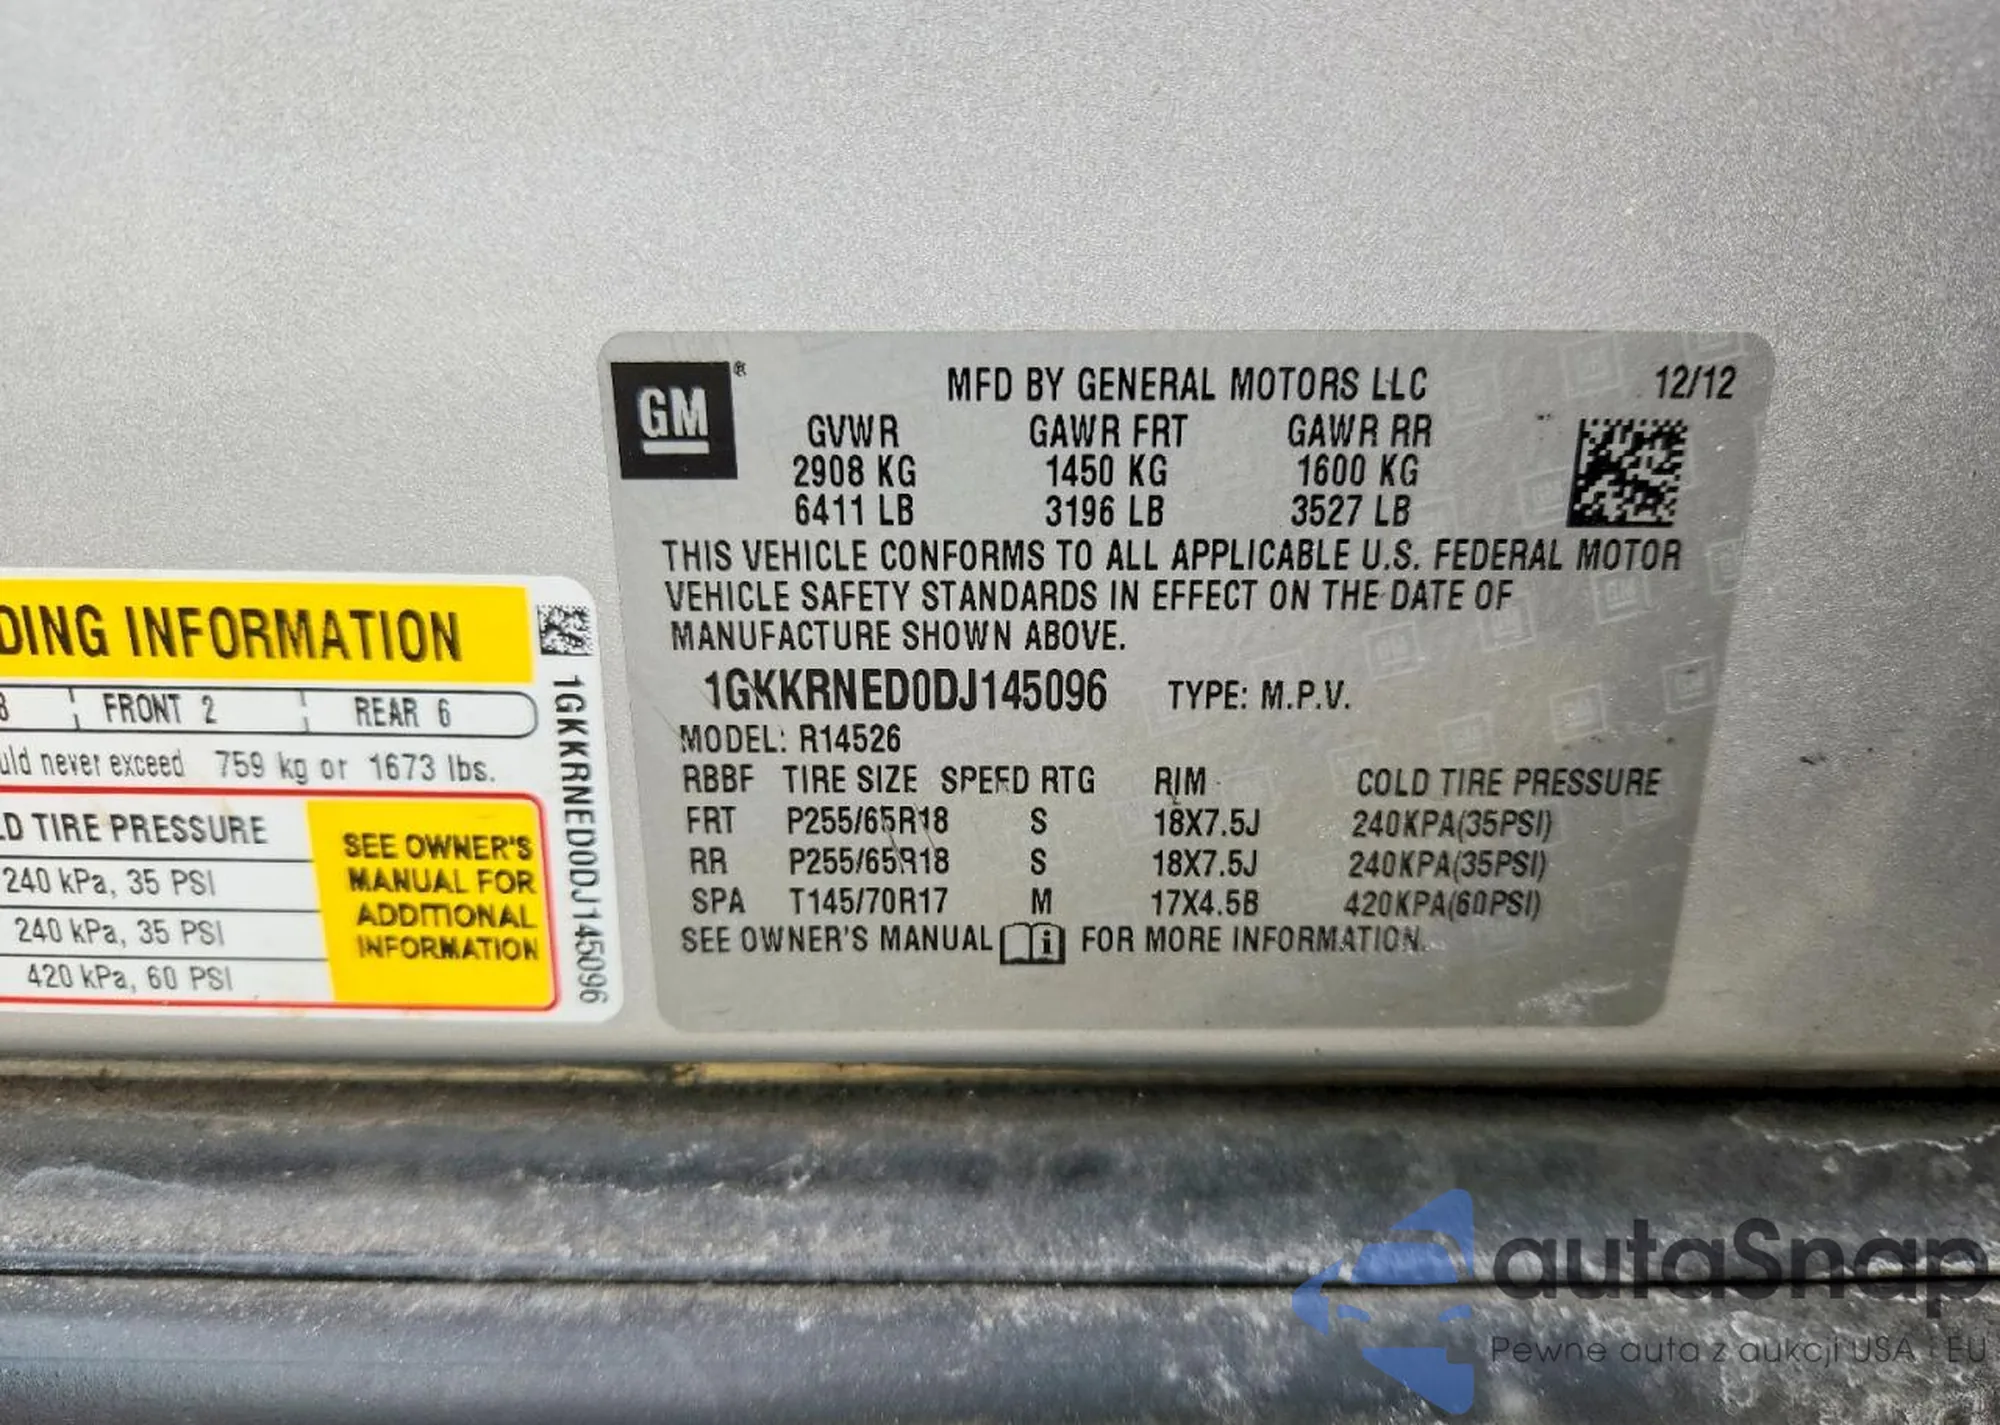 GM®
MFD BY GENERAL MOTORS LLC 12/12
GVWR GAWR FRT GAWR RR
2908 KG 1450 KG 1600 KG
6411 LB 3196 LB 3527 LB
THIS VEHICLE CONFORMS TO ALL APPLICABLE U.S. FEDERAL MOTOR
VEHICLE SAFETY STANDARDS IN EFFECT ON THE DATE OF
MANUFACTURE SHOWN ABOVE.
1GKKRNED0DJ145096 TYPE: M.P.V.
MODEL: R14526
RBBF TIRE SIZE SPEED RTG RIM COLD TIRE PRESSURE
FRT P255/65R18 S 18X7.5J 240KPA(35PSI)
RR P255/65R18 S 18X7.5J 240KPA(35PSI)
SPA T145/70R17 M 17X4.5B 420KPA(60PSI)
SEE OWNER'S MANUAL i FOR MORE INFORMATION.
DING INFORMATION
8 FRONT 2 REAR 6
uld never exceed 759 kg or 1673 lbs.
LD TIRE PRESSURE
240 kPa, 35 PSI
240 kPa, 35 PSI
420 kPa, 60 PSI
SEE OWNER'S
MANUAL FOR
ADDITIONAL
INFORMATION
1GKKRNED0DJ145096
autaSnap
Pewne auta z aukcji USA i EU